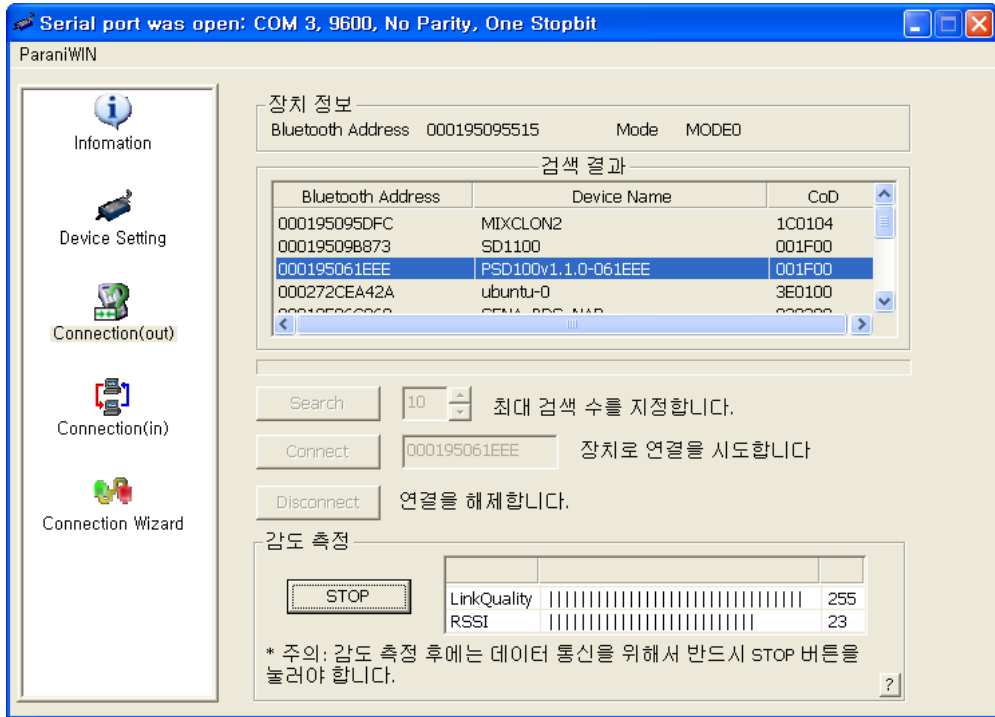 Serial port was open: COM 3, 9600, No Parity, One Stopbit
ParaniWIN
Infomation
Device Setting
Connection(out)
Connection(in)
Connection Wizard
장치 정보
Bluetooth Address 000195095515 Mode MODE0
검색 결과
Bluetooth Address Device Name CoD
000195095DFC MIXCLON2 1C0104
00019509B873 SD1100 001F00
000195061EEE PSD100v1.1.0-061EEE 001F00
000272CEA42A ubuntu-0 3E0100
Search 10 최대 검색 수를 지정합니다.
Connect 000195061EEE 장치로 연결을 시도합니다
Disconnect 연결을 해제합니다.
감도 측정
STOP
LinkQuality |||||||||||||||||||||||||||||||| 255
RSSI |||||||||||||||||||||||||| 23
* 주의: 감도 측정 후에는 데이터 통신을 위해서 반드시 STOP 버튼을
눌러야 합니다.
?